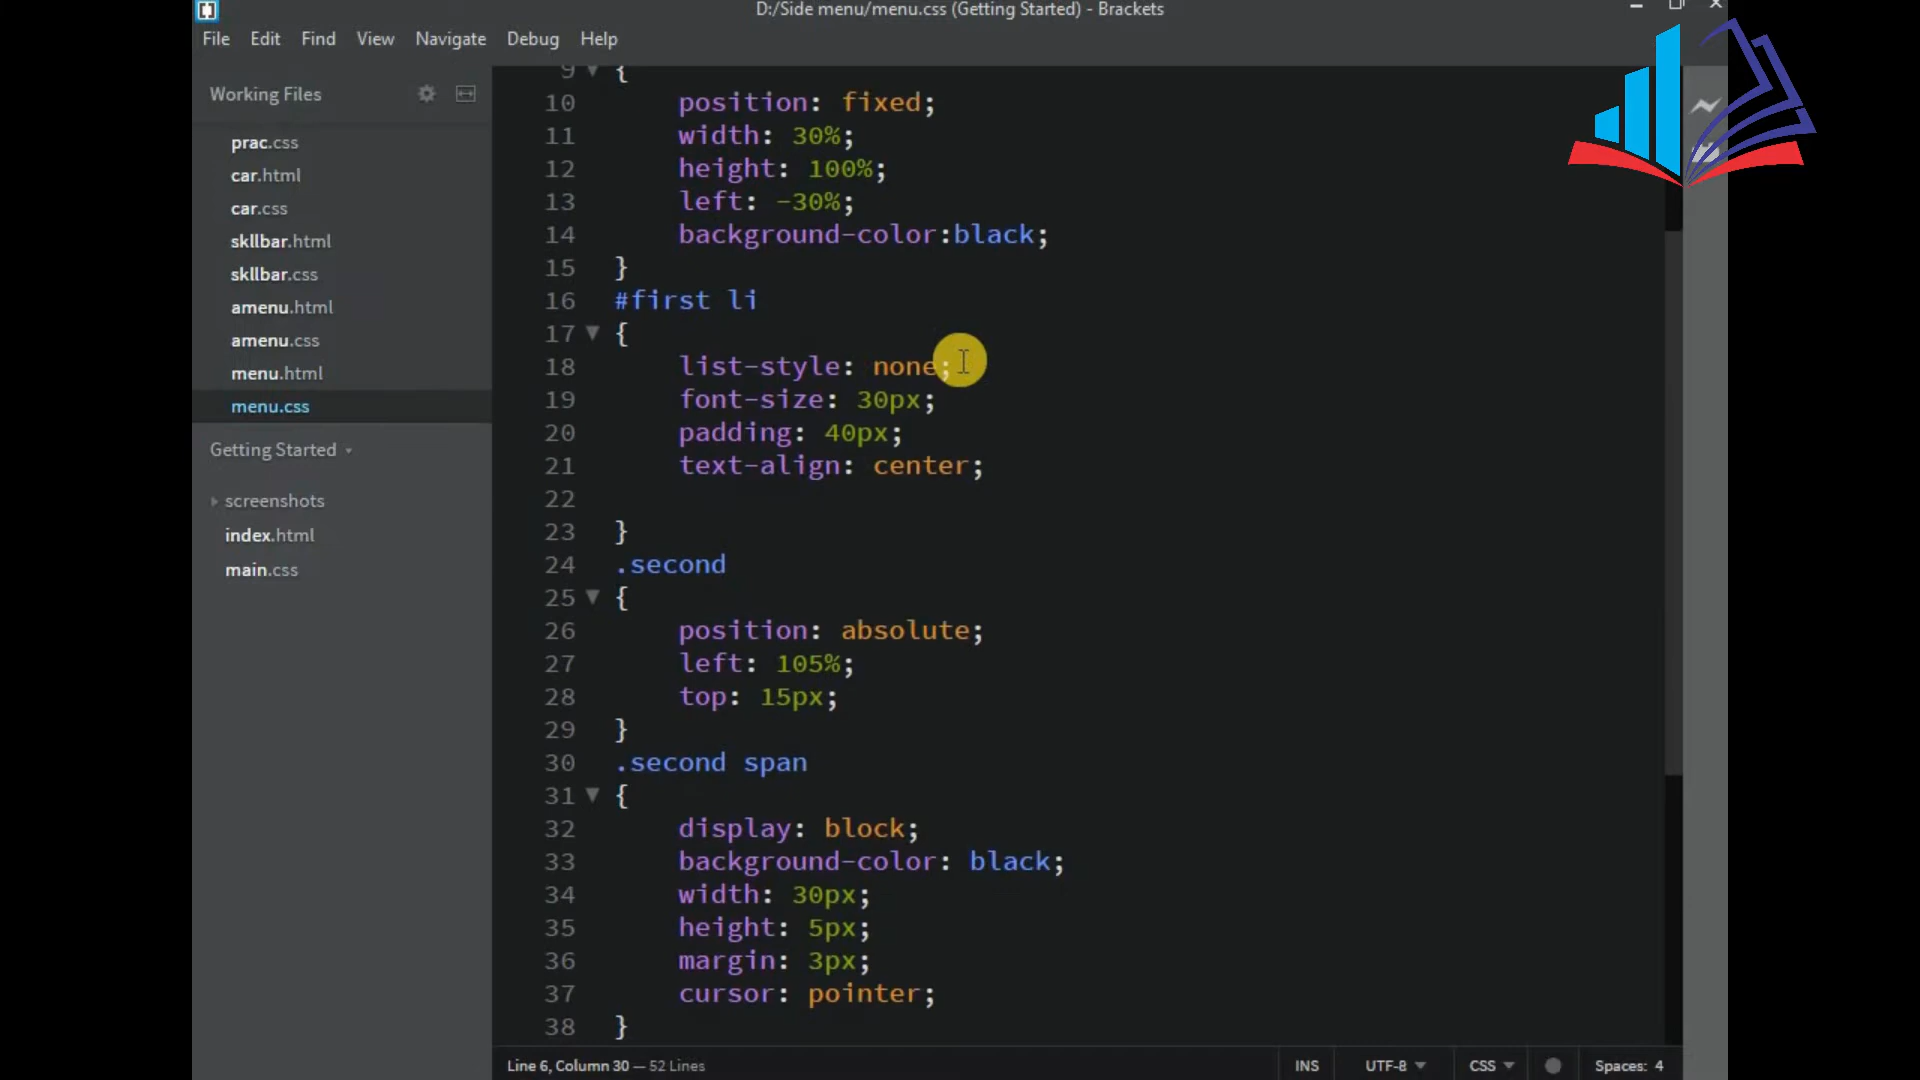 D:/Side menu/menu.css (Getting Started) - Brackets
File Edit Find View Navigate Debug Help
Working Files
prac.css
car.html
car.css
skllbar.html
skllbar.css
amenu.html
amenu.css
menu.html
menu.css
Getting Started
screenshots
index.html
main.css
9 {
10 position: fixed;
11 width: 30%;
12 height: 100%;
13 left: -30%;
14 background-color:black;
15 }
16 #first li
17 {
18 list-style: none;
19 font-size: 30px;
20 padding: 40px;
21 text-align: center;
22
23 }
24 .second
25 {
26 position: absolute;
27 left: 105%;
28 top: 15px;
29 }
30 .second span
31 {
32 display: block;
33 background-color: black;
34 width: 30px;
35 height: 5px;
36 margin: 3px;
37 cursor: pointer;
38 }
Line 6, Column 30 — 52 Lines
INS UTF-8 CSS Spaces: 4